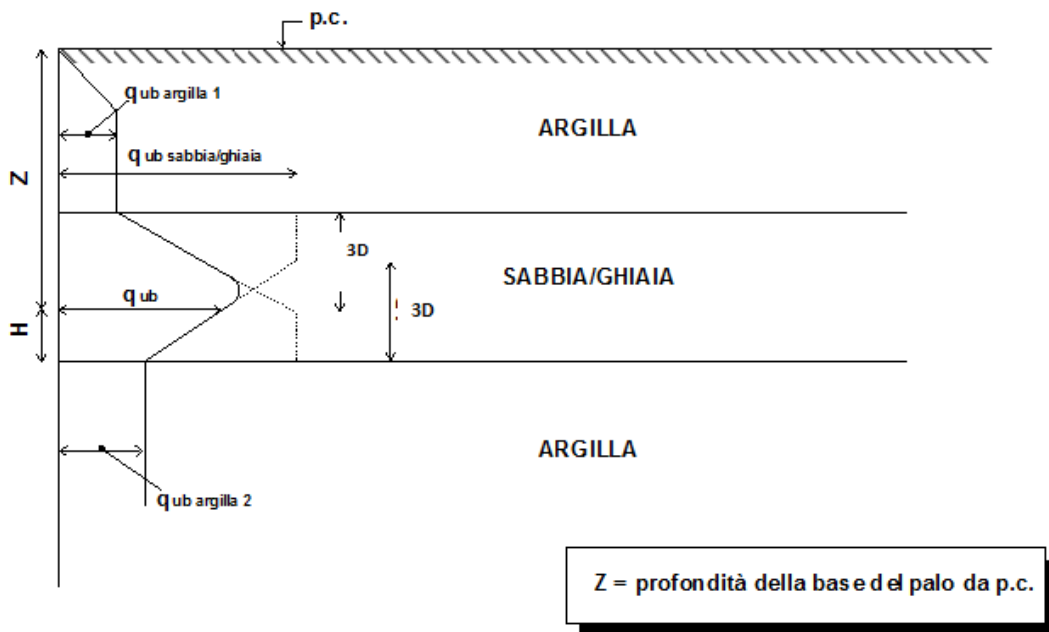 p.c.
q ub argilla 1
ARGILLA
q ub sabbia/ghiaia
Z
3D
SABBIA/GHIAIA
q ub
3D
H
ARGILLA
q ub argilla 2
Z = profondità della base del palo da p.c.